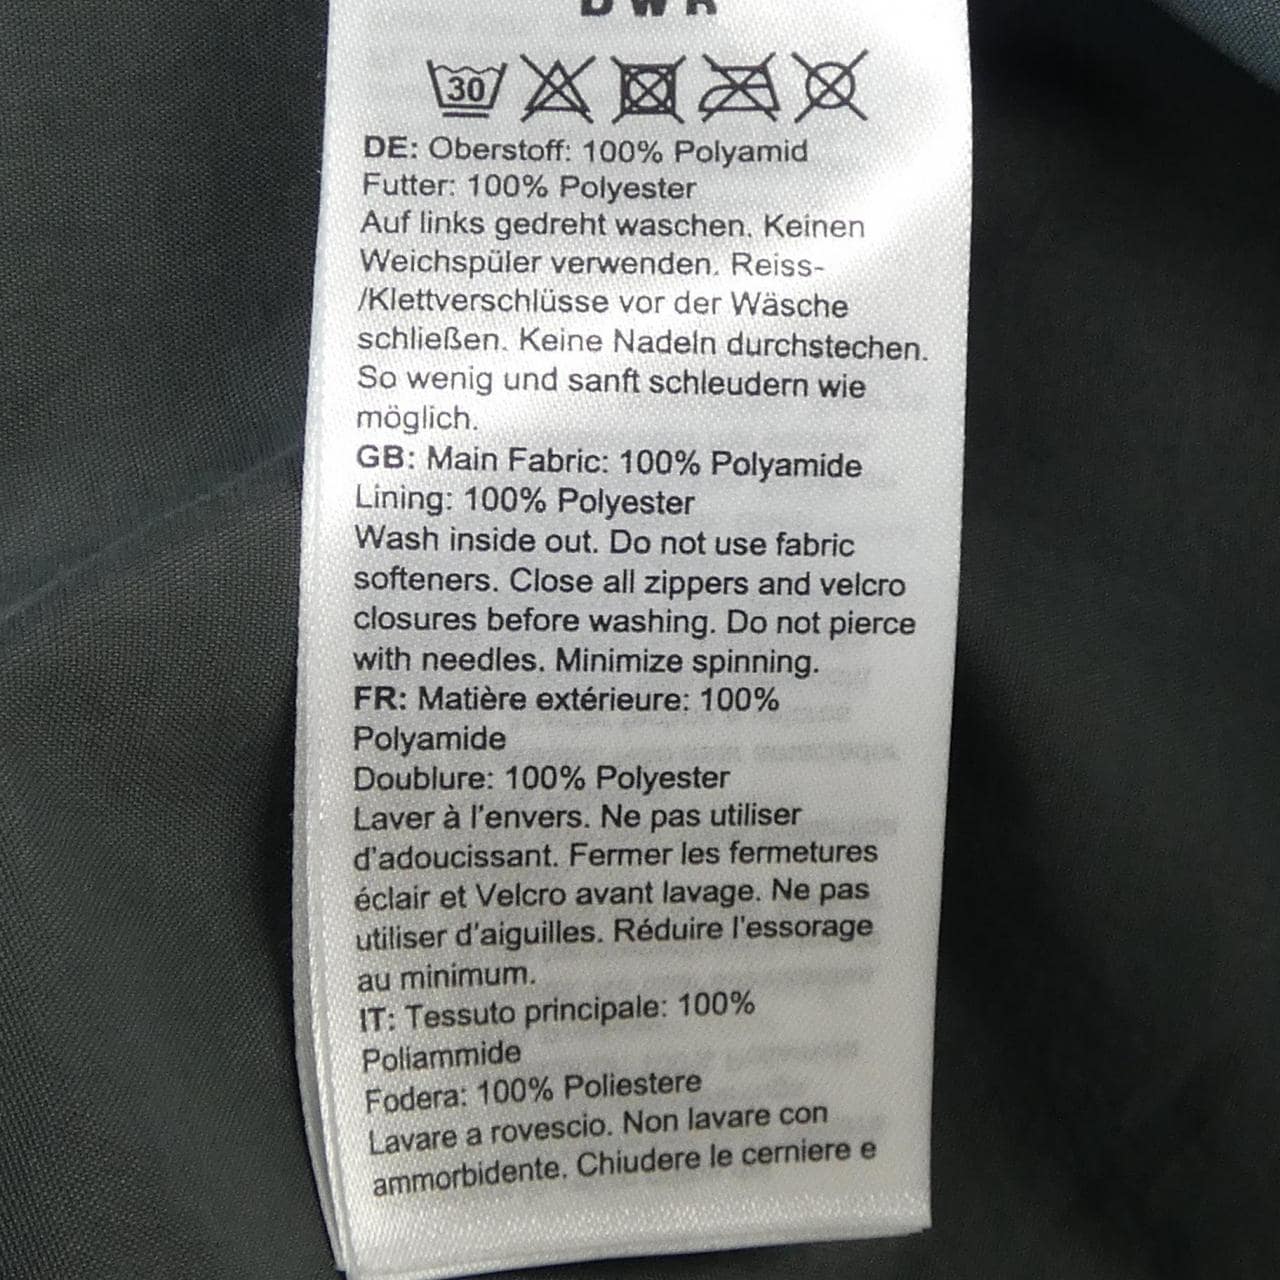 DWR
30
DE: Oberstoff: 100% Polyamid
Futter: 100% Polyester
Auf links gedreht waschen. Keinen
Weichspüler verwenden. Reiss-
/Klettverschlüsse vor der Wäsche
schließen. Keine Nadeln durchstechen.
So wenig und sanft schleudern wie
möglich.
GB: Main Fabric: 100% Polyamide
Lining: 100% Polyester
Wash inside out. Do not use fabric
softeners. Close all zippers and velcro
closures before washing. Do not pierce
with needles. Minimize spinning.
FR: Matière extérieure: 100%
Polyamide
Doublure: 100% Polyester
Laver à l'envers. Ne pas utiliser
d'adoucissant. Fermer les fermetures
éclair et Velcro avant lavage. Ne pas
utiliser d'aiguilles. Réduire l'essorage
au minimum.
IT: Tessuto principale: 100%
Poliammide
Fodera: 100% Poliestere
Lavare a rovescio. Non lavare con
ammorbidente. Chiudere le cerniere e